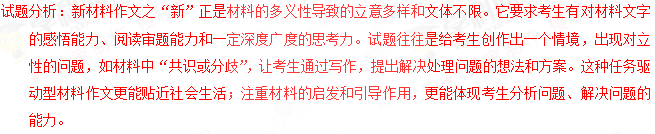 试题分析：新材料作文之“新”正是材料的多义性导致的立意多样和文体不限。它要求考生有对材料文字
的感悟能力、阅读审题能力和一定深度广度的思考力。试题往往是给考生创作出一个情境，出现对立
性的问题，如材料中“共识或分歧”，让考生通过写作，提出解决处理问题的想法和方案。这种任务驱
动型材料作文更能贴近社会生活；注重材料的启发和引导作用，更能体现考生分析问题、解决问题的
能力。